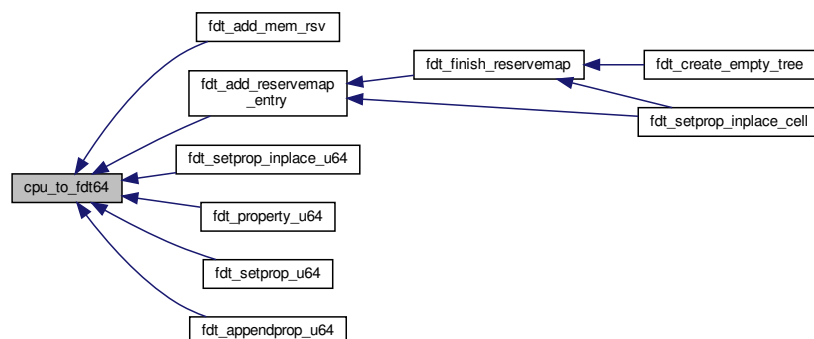 fdt_add_mem_rsv
fdt_add_reservemap
_entry
fdt_finish_reservemap
fdt_create_empty_tree
fdt_setprop_inplace_cell
fdt_setprop_inplace_u64
cpu_to_fdt64
fdt_property_u64
fdt_setprop_u64
fdt_appendprop_u64